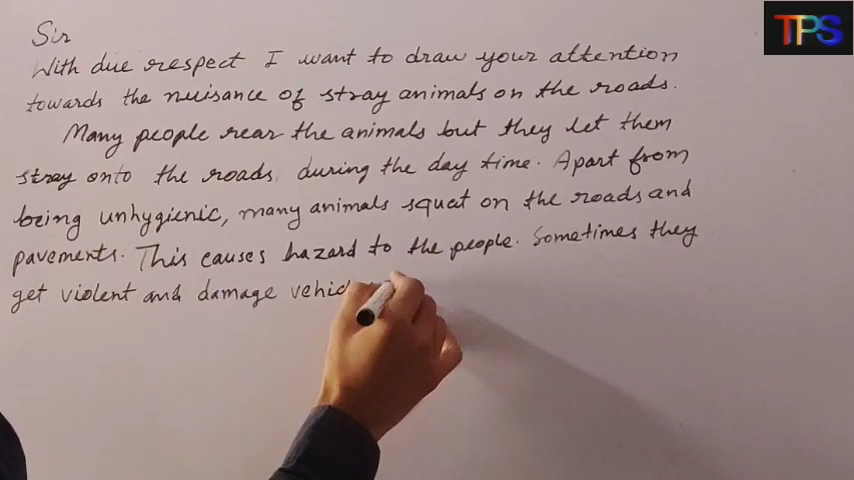 TPS
Sir
With due respect I want to draw your attention
towards the nuisance of stray animals on the roads.
Many people rear the animals but they let them
stray onto the roads during the day time. Apart from
being unhygienic, many animals squat on the roads and
pavements. This causes hazard to the people. Sometimes they
get violent and damage vehic